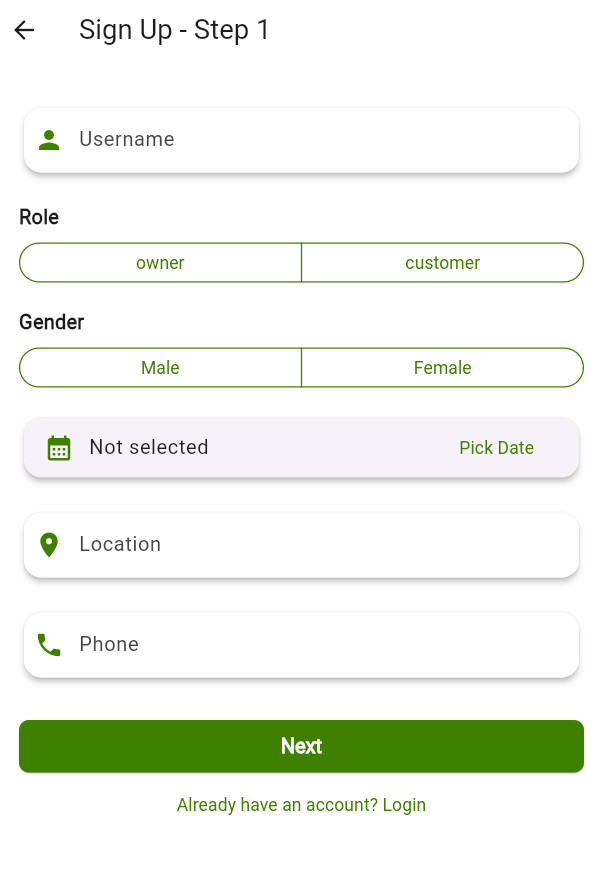 Sign Up - Step 1
Username
Role
owner customer
Gender
Male Female
Not selected Pick Date
Location
Phone
Next
Already have an account? Login